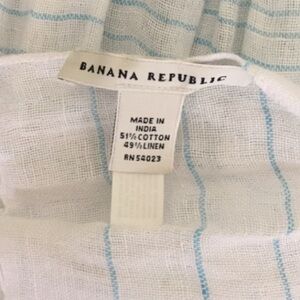 BANANA REPUBLIC
MADE IN
INDIA
51% COTTON
49% LINEN
RN 54023